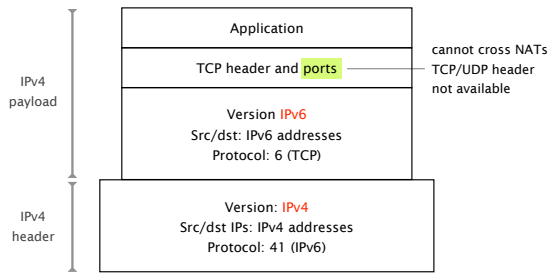 Application
TCP header and ports
cannot cross NATs
TCP/UDP header
not available
IPv4
payload
Version IPv6
Src/dst: IPv6 addresses
Protocol: 6 (TCP)
IPv4
header
Version: IPv4
Src/dst IPs: IPv4 addresses
Protocol: 41 (IPv6)